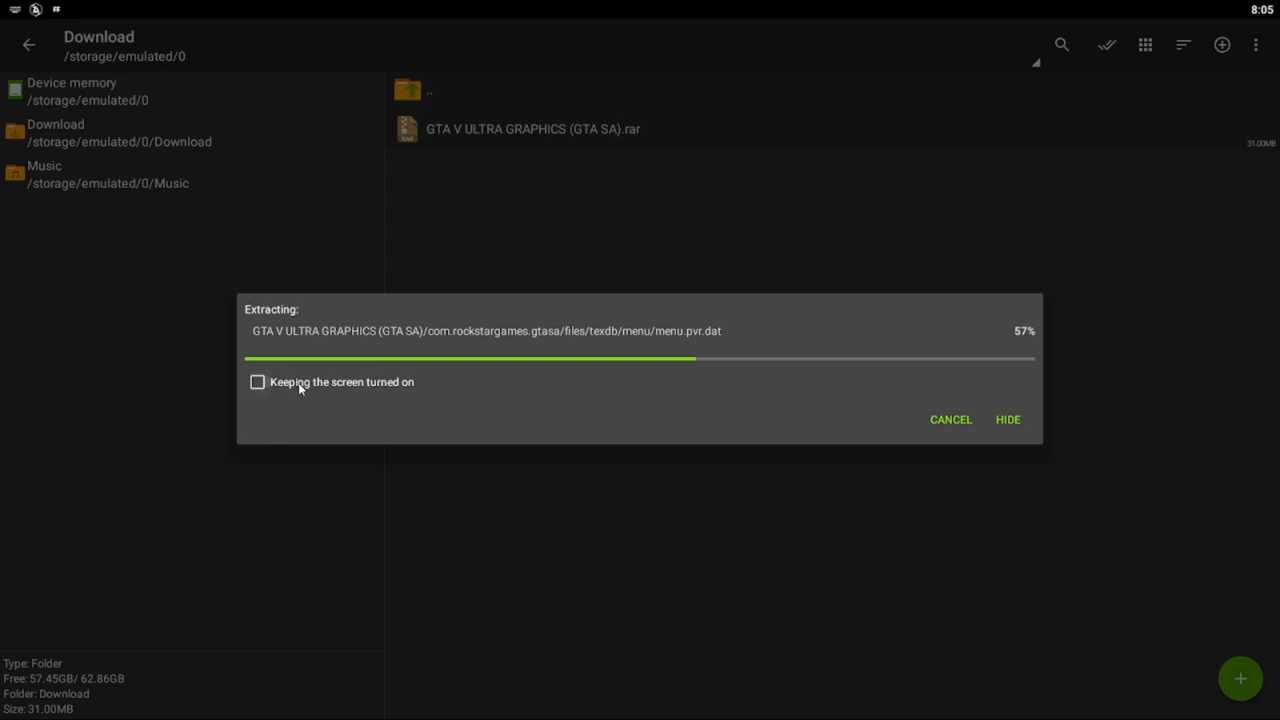 8:05
Download
/storage/emulated/0
Device memory
/storage/emulated/0
Download
/storage/emulated/0/Download
Music
/storage/emulated/0/Music
..
GTA V ULTRA GRAPHICS (GTA SA).rar
RAR
31.00MB
Extracting:
GTA V ULTRA GRAPHICS (GTA SA)/com.rockstargames.gtasa/files/texdb/menu/menu.pvr.dat
57%
Keeping the screen turned on
CANCEL
HIDE
Type: Folder
Free: 57.45GB/ 62.86GB
Folder: Download
Size: 31.00MB